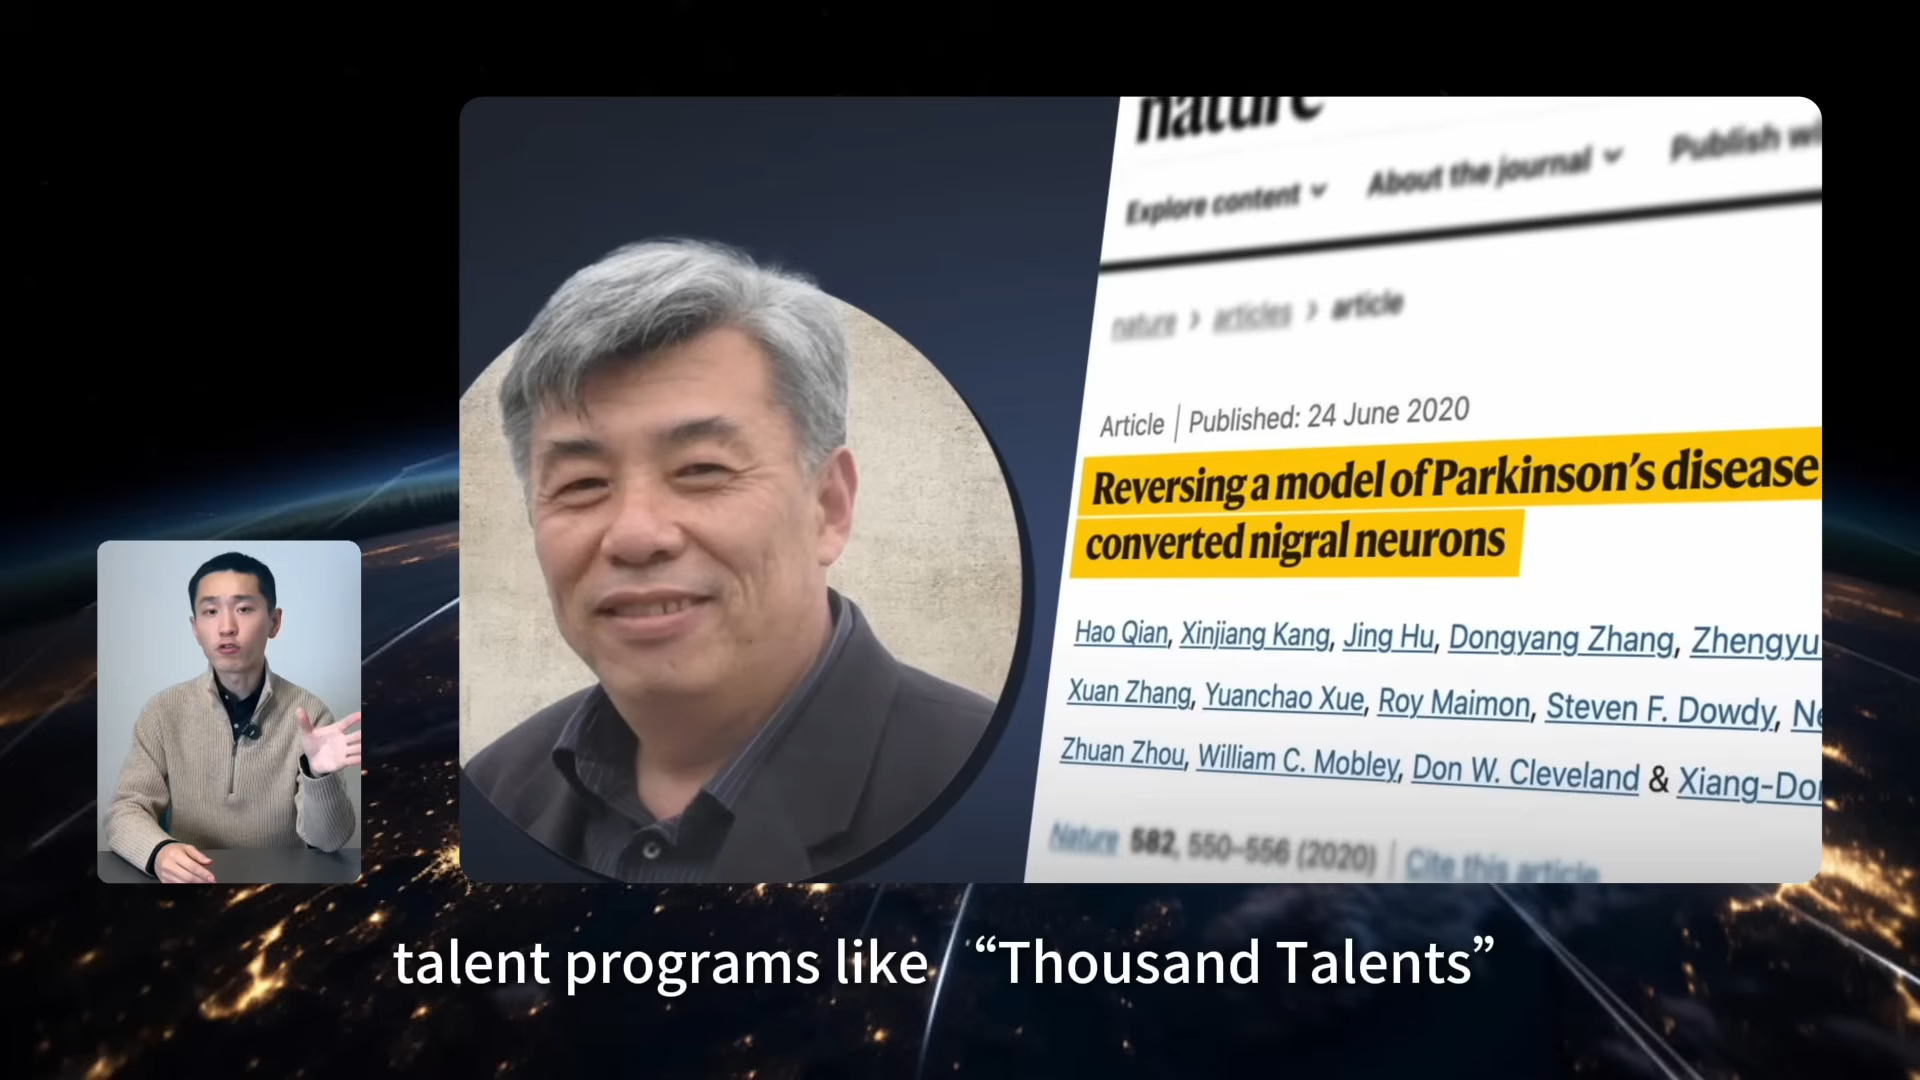 nature
Explore content
About the journal
Publish
nature > articles > article
Article | Published: 24 June 2020
Reversing a model of Parkinson's disease
converted nigral neurons
Hao Qian, Xinjiang Kang, Jing Hu, Dongyang Zhang, Zhengyu
Xuan Zhang, Yuanchao Xue, Roy Maimon, Steven F. Dowdy,
Zhuan Zhou, William C. Mobley, Don W. Cleveland &
Nature 582, 550–556 (2020) | Cite this article
talent programs like “Thousand Talents”